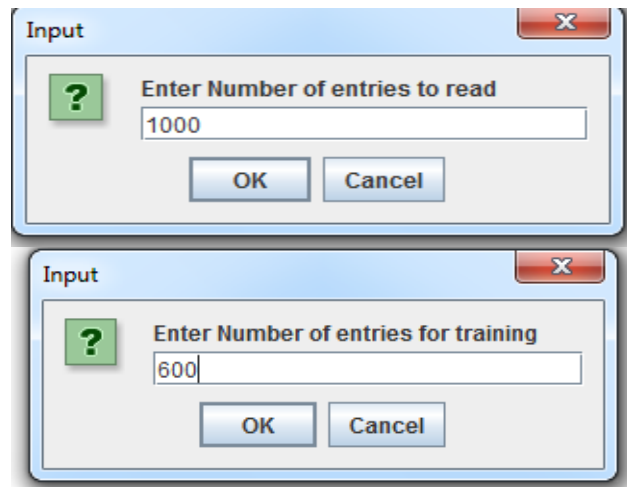 Input
x
?
Enter Number of entries to read
1000
OK Cancel
Input
x
?
Enter Number of entries for training
600
OK Cancel